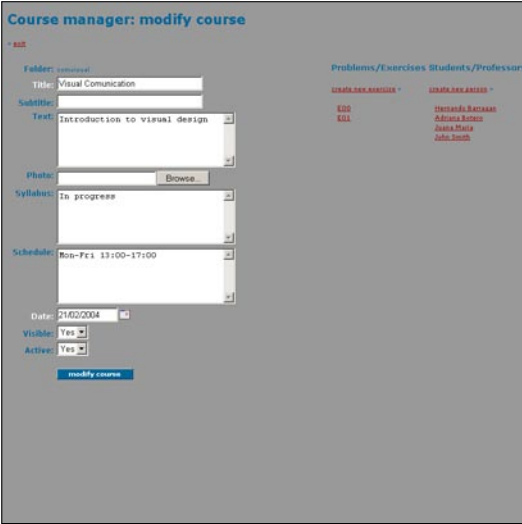 Course manager: modify course
< exit
Folder: comvisual
Problems/Exercises Students/Professor
Title: Visual Comunication
create new exercise > create new person >
Subtitle:
E00 Hernando Barragan
Text: Introduction to visual design
E01 Adriana Botero
Juana Maria
John Smith
Photo: Browse...
Syllabus: In progress
Schedule: Mon-Fri 13:00-17:00
Date: 21/02/2004
Visible: Yes
Active: Yes
modify course